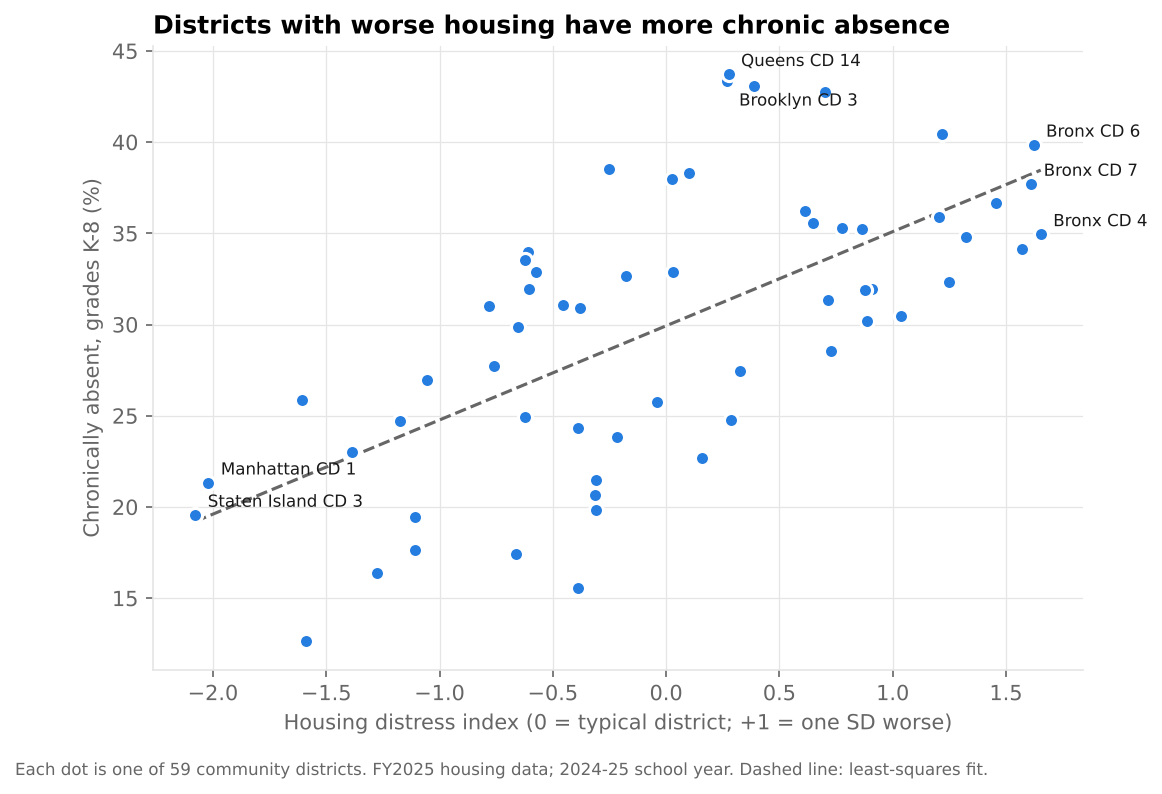 Districts with worse housing have more chronic absence
45
40
35
30
25
20
15
Chronically absent, grades K-8 (%)
Queens CD 14
Brooklyn CD 3
Bronx CD 6
Bronx CD 7
Bronx CD 4
Manhattan CD 1
Staten Island CD 3
−2.0 −1.5 −1.0 −0.5 0.0 0.5 1.0 1.5
Housing distress index (0 = typical district; +1 = one SD worse)
Each dot is one of 59 community districts. FY2025 housing data; 2024-25 school year. Dashed line: least-squares fit.